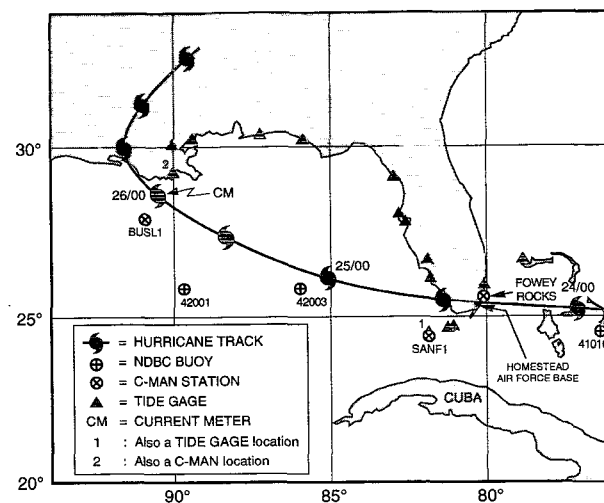 30°
2
26/00
CM
BUSL1
25/00
42001
42003
FOWEY ROCKS
24/00
25°
1
SANF1
41016
HOMESTEAD
AIR FORCE BASE
= HURRICANE TRACK
= NDBC BUOY
= C-MAN STATION
= TIDE GAGE
CM = CURRENT METER
1 : Also a TIDE GAGE location
2 : Also a C-MAN location
CUBA
20°
90°
85°
80°